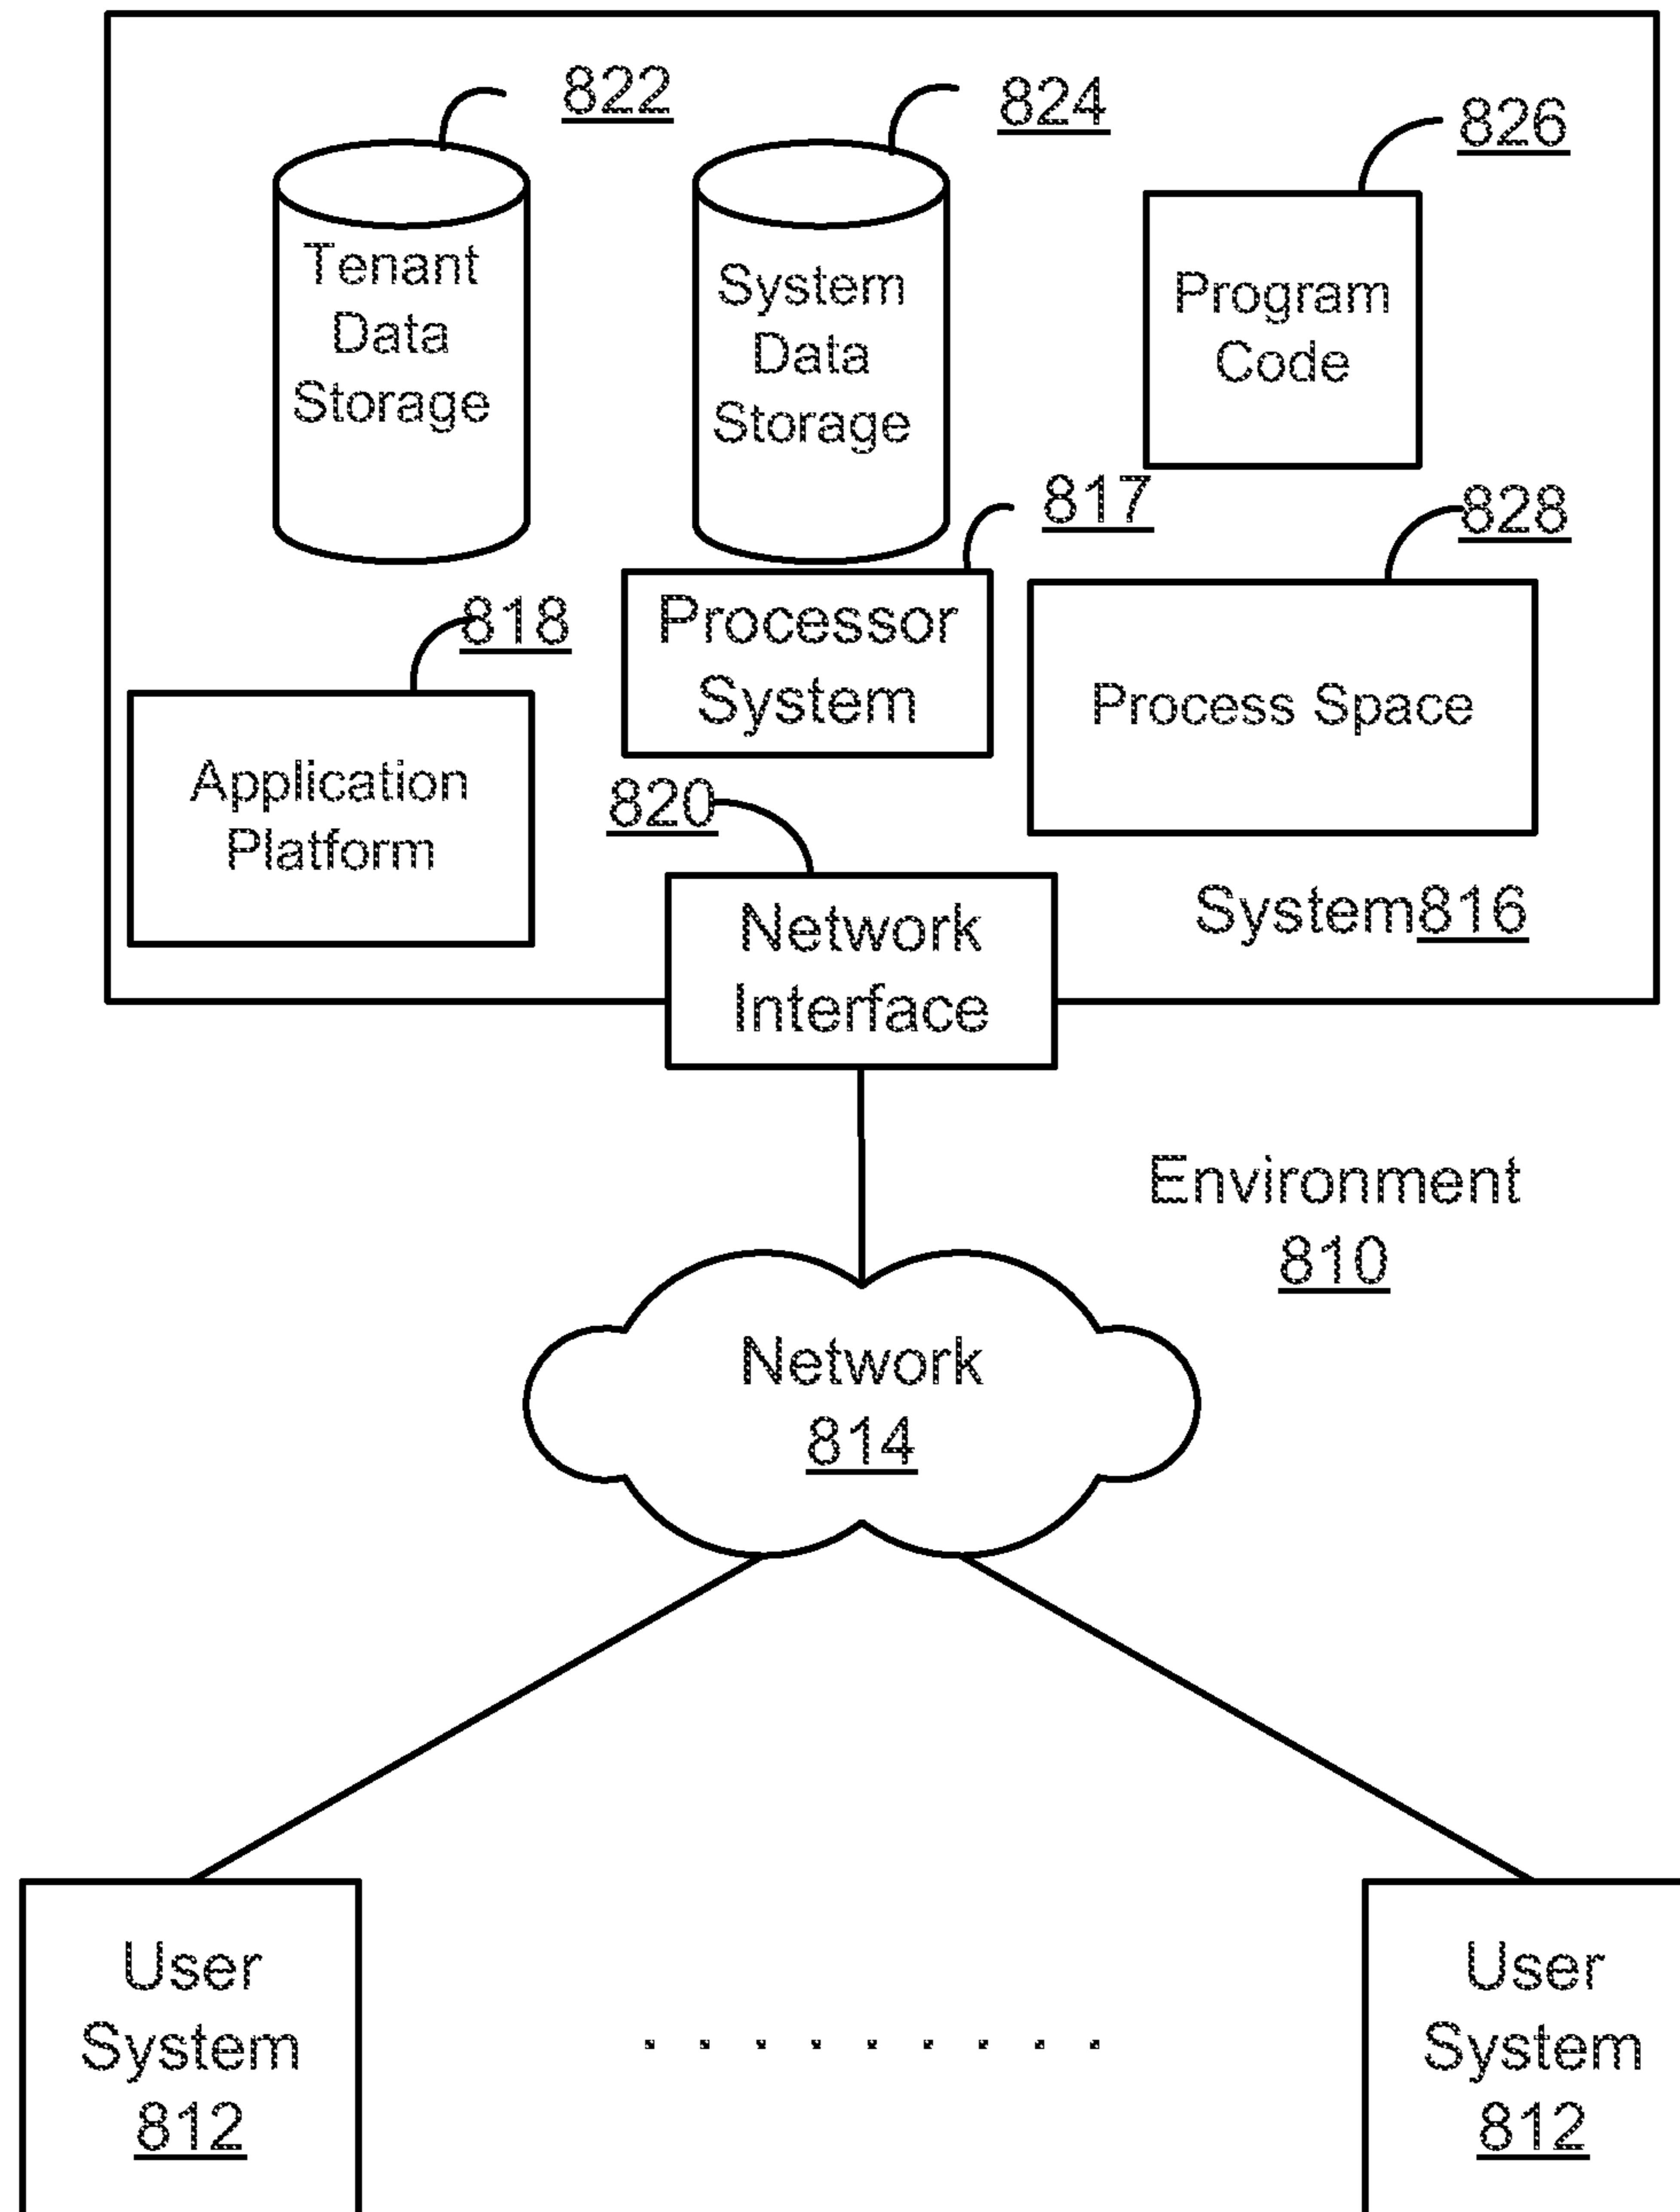 822
824
826
Tenant
Data
Storage
System
Data
Storage
Program
Code
817
828
818
Processor
System
Process Space
Application
Platform
820
Network
Interface
System816
Environment
810
Network
814
User
System
812
User
System
812